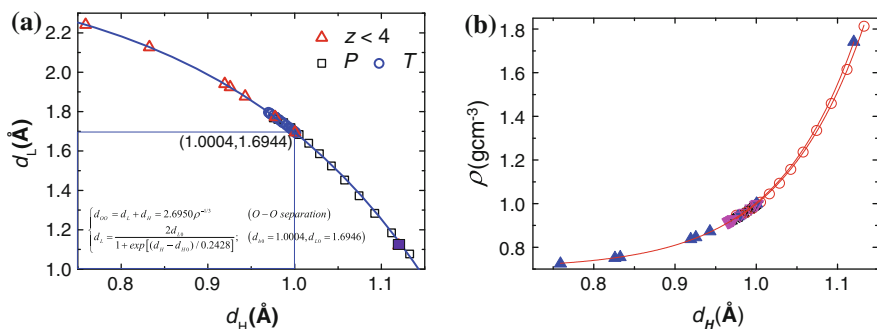 (a)
2.2
2.0
1.8
1.6
1.4
1.2
1.0
d_L(Å)
z < 4
P T
(1.0004,1.6944)
d_OO = d_L + d_H = 2.6950ρ^-1/3 (O−O separation)
d_L = 2d_L0 / 1+exp[(d_H − d_H0)/0.2428]; (d_h0 = 1.0004, d_L0 = 1.6946)
0.8 0.9 1.0 1.1
d_H(Å)
(b)
1.8
1.6
1.4
1.2
1.0
0.8
ρ(gcm-3)
0.8 0.9 1.0 1.1
d_H(Å)